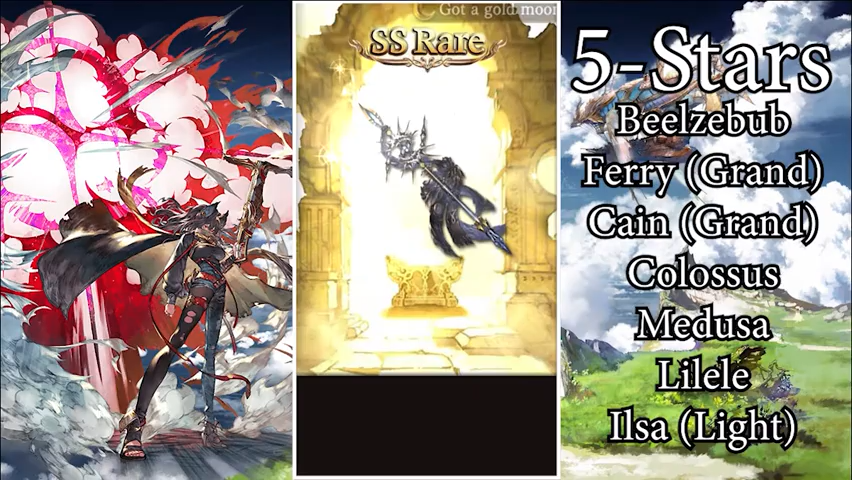 Got a gold moon
SS Rare
5-Stars
Beelzebub
Ferry (Grand)
Cain (Grand)
Colossus
Medusa
Lilele
Ilsa (Light)